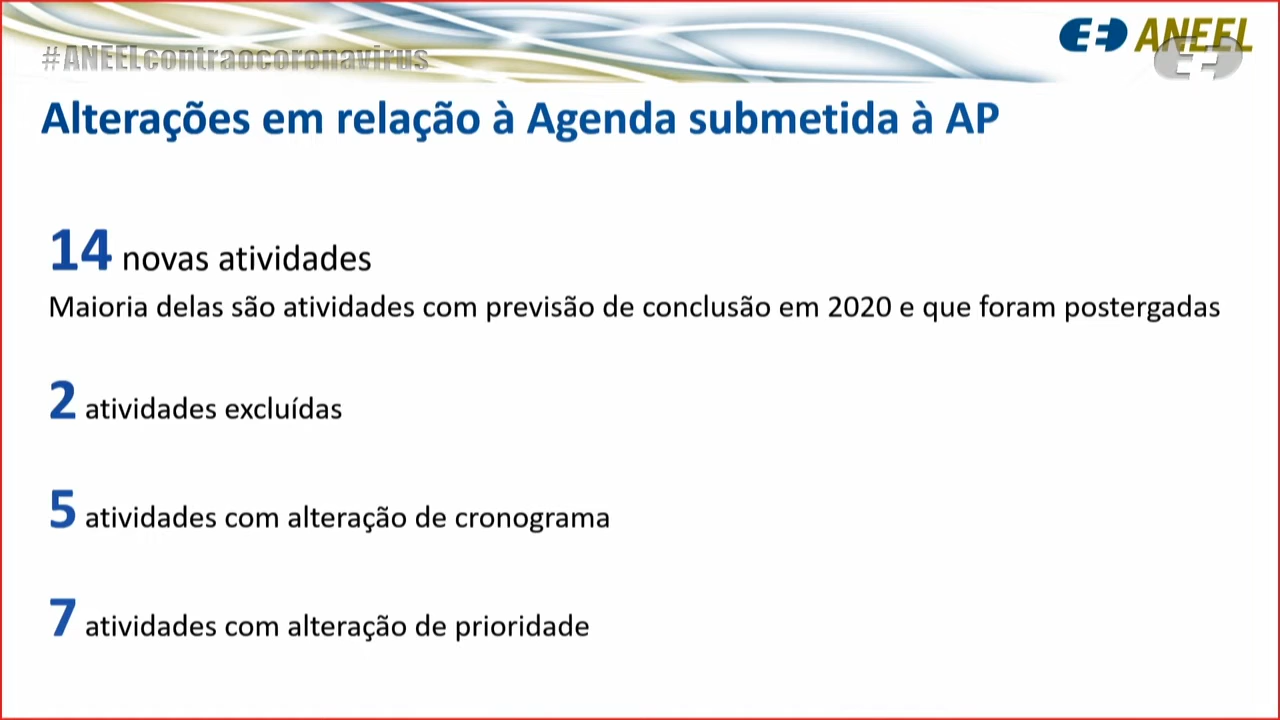 #ANEELcontraocoronavirus
ANEEL
Alterações em relação à Agenda submetida à AP
14 novas atividades
Maioria delas são atividades com previsão de conclusão em 2020 e que foram postergadas
2 atividades excluídas
5 atividades com alteração de cronograma
7 atividades com alteração de prioridade